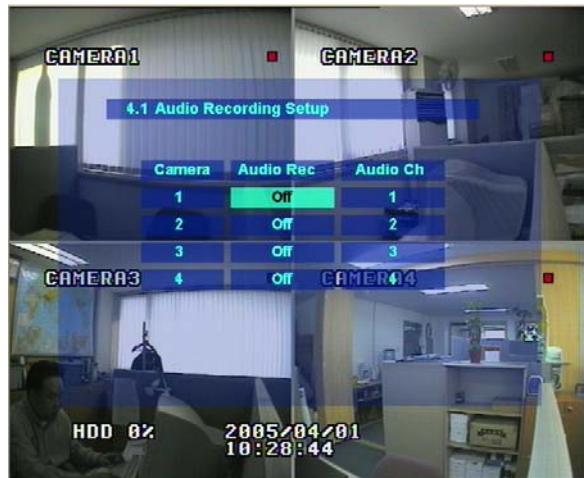 CAMERA1 CAMERA2
4.1 Audio Recording Setup
Camera Audio Rec Audio Ch
1 Off 1
2 Off 2
3 Off 3
CAMERA3 4 Off CAMERA4 4
HDD 0% 2005/04/01
10:28:44